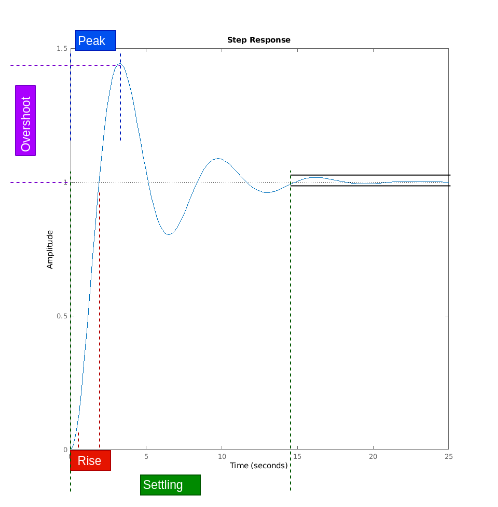 Peak
Step Response
1.5
Overshoot
1
Amplitude
0.5
0
0
5
10
15
20
25
Rise
Time (seconds)
Settling